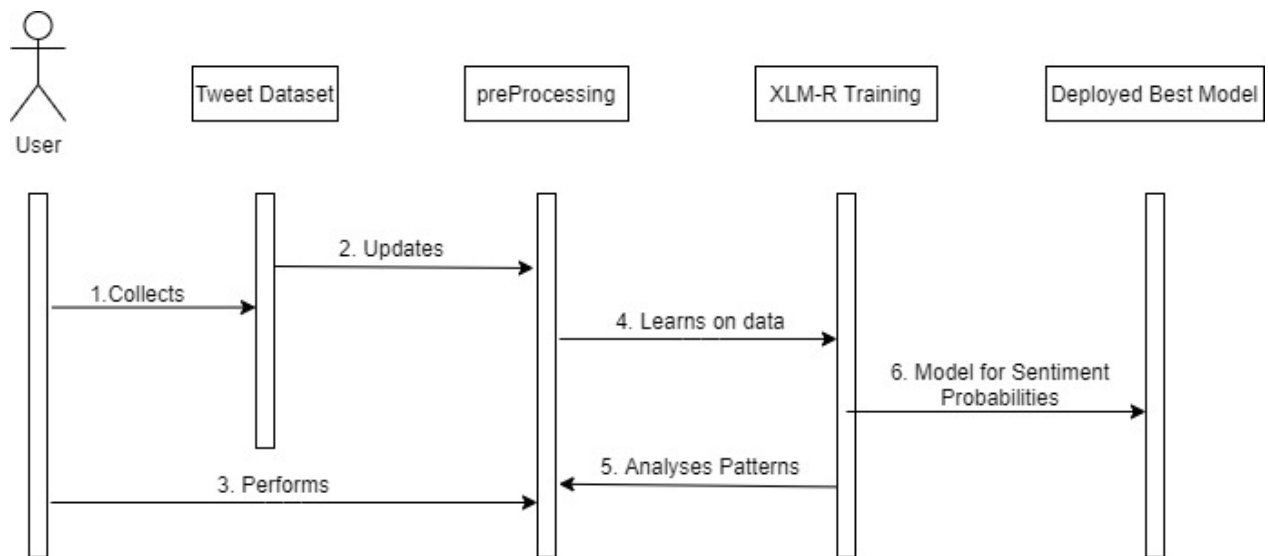 User
Tweet Dataset
preProcessing
XLM-R Training
Deployed Best Model
2. Updates
1.Collects
4. Learns on data
6. Model for Sentiment
Probabilities
5. Analyses Patterns
3. Performs